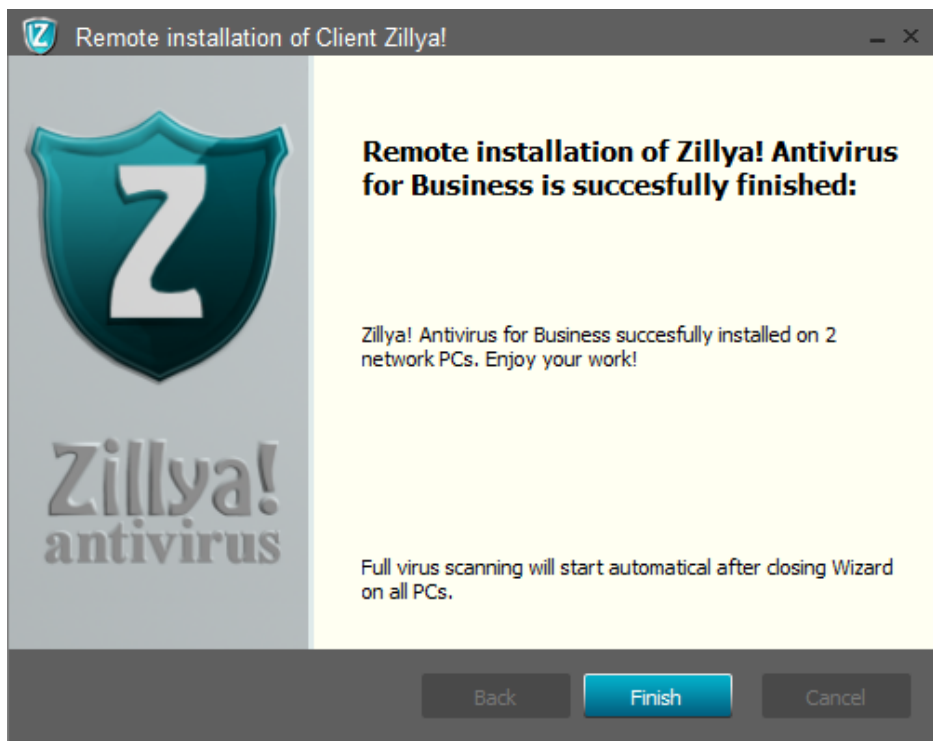 Remote installation of Client Zillya!
Z
Remote installation of Zillya! Antivirus
for Business is succesfully finished:
Zillya! Antivirus for Business succesfully installed on 2
network PCs. Enjoy your work!
Zillya!
antivirus
Full virus scanning will start automatical after closing Wizard
on all PCs.
Back
Finish
Cancel